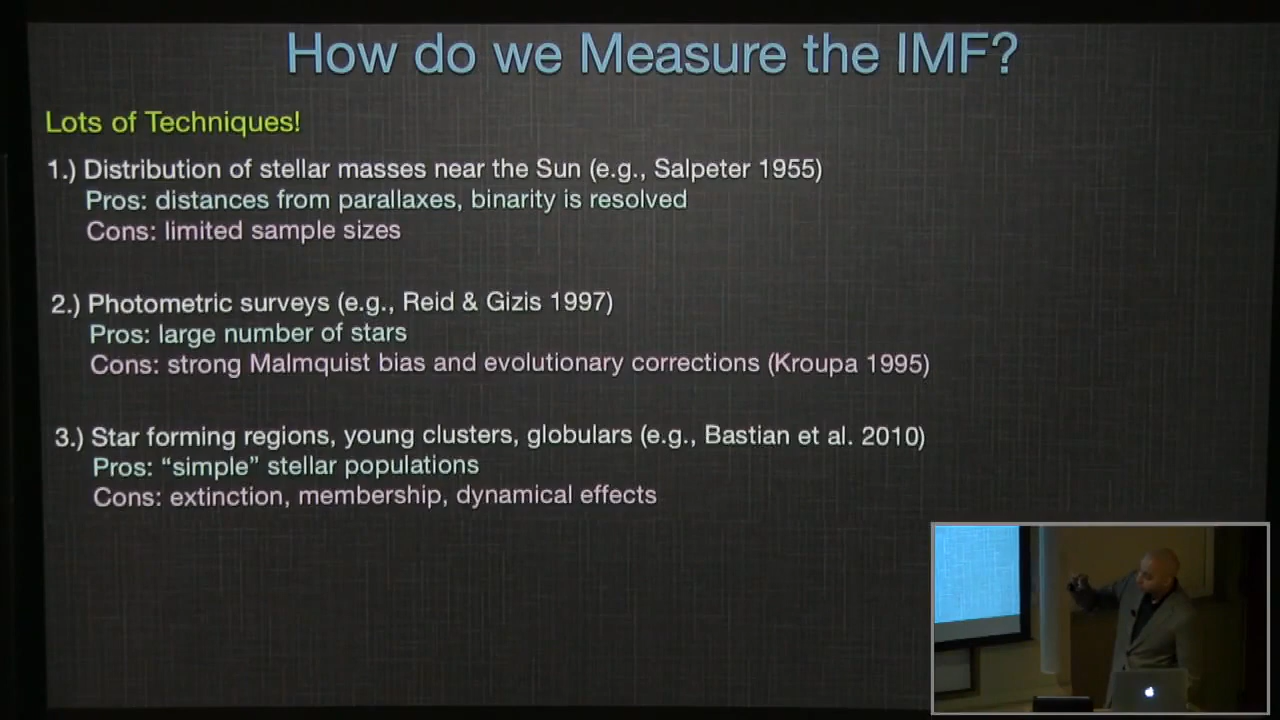 How do we Measure the IMF?
Lots of Techniques!
1.) Distribution of stellar masses near the Sun (e.g., Salpeter 1955)
Pros: distances from parallaxes, binarity is resolved
Cons: limited sample sizes
2.) Photometric surveys (e.g., Reid & Gizis 1997)
Pros: large number of stars
Cons: strong Malmquist bias and evolutionary corrections (Kroupa 1995)
3.) Star forming regions, young clusters, globulars (e.g., Bastian et al. 2010)
Pros: “simple” stellar populations
Cons: extinction, membership, dynamical effects